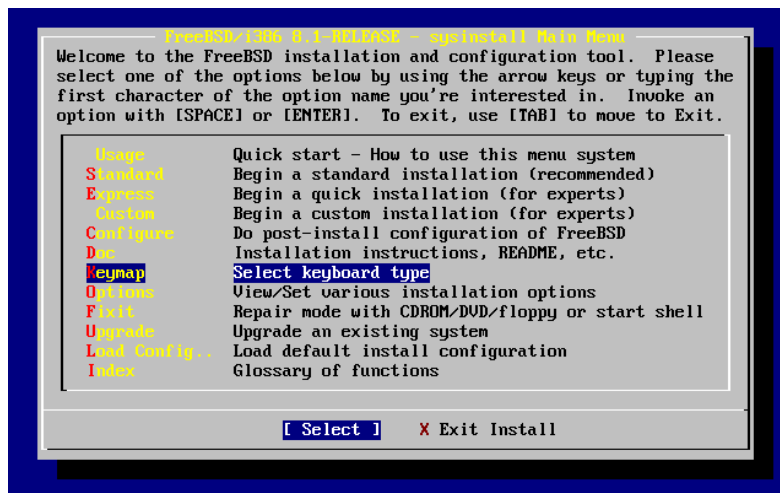 FreeBSD/i386 8.1-RELEASE - sysinstall Main Menu
Welcome to the FreeBSD installation and configuration tool.  Please
select one of the options below by using the arrow keys or typing the
first character of the option name you're interested in.  Invoke an
option with [SPACE] or [ENTER].  To exit, use [TAB] to move to Exit.
Usage Quick start - How to use this menu system
Standard Begin a standard installation (recommended)
Express Begin a quick installation (for experts)
Custom Begin a custom installation (for experts)
Configure Do post-install configuration of FreeBSD
Doc Installation instructions, README, etc.
Keymap Select keyboard type
Options View/Set various installation options
Fixit Repair mode with CDROM/DVD/floppy or start shell
Upgrade Upgrade an existing system
Load Config.. Load default install configuration
Index Glossary of functions
[ Select ] X Exit Install